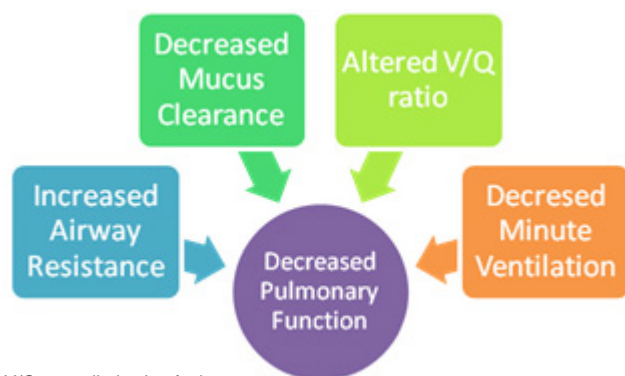 Decreased
Mucus
Clearance
Altered V/Q
ratio
Increased
Airway
Resistance
Decresed
Minute
Ventilation
Decreased
Pulmonary
Function